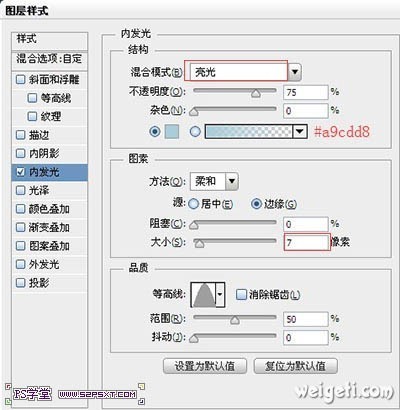 图层样式
样式
混合选项:自定
斜面和浮雕
等高线
纹理
描边
内阴影
内发光
光泽
颜色叠加
渐变叠加
图案叠加
外发光
投影
内发光
结构
混合模式(B): 亮光
不透明度(O): 75 %
杂色(N): 0 %
#a9cdd8
图素
方法(Q): 柔和
源: 居中(E) 边缘(G)
阻塞(C): 0 %
大小(S): 7 像素
品质
等高线: 消除锯齿(L)
范围(R): 50 %
抖动(J): 0 %
设置为默认值 复位为默认值
PS学堂 www.52psxt.com
weigeti.com